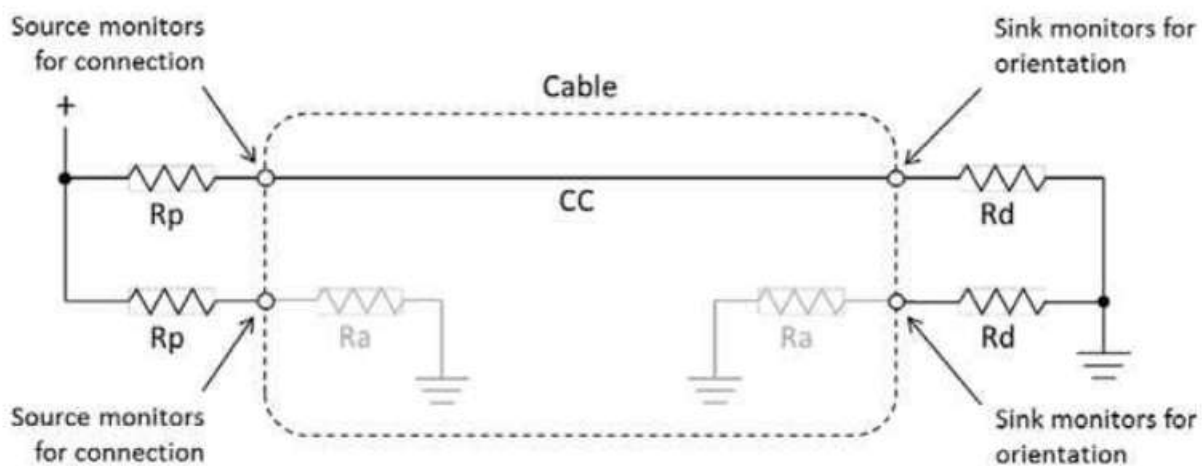 Source monitors
for connection
Sink monitors for
orientation
Cable
+
Rp
CC
Rd
Rp
Ra
Ra
Rd
Source monitors
for connection
Sink monitors for
orientation